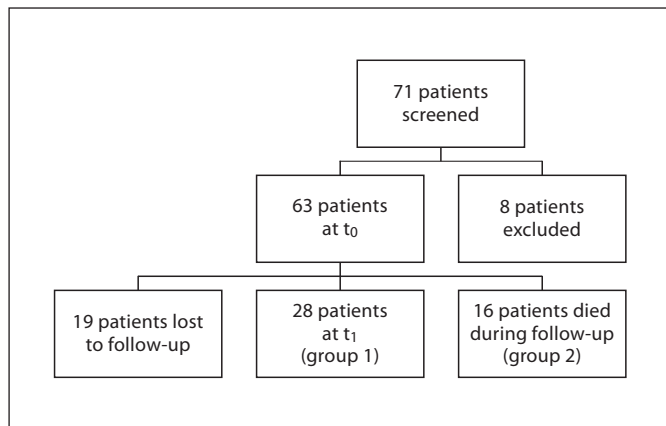 71 patients
screened
63 patients
at t₀
8 patients
excluded
19 patients lost
to follow-up
28 patients
at t₁
(group 1)
16 patients died
during follow-up
(group 2)